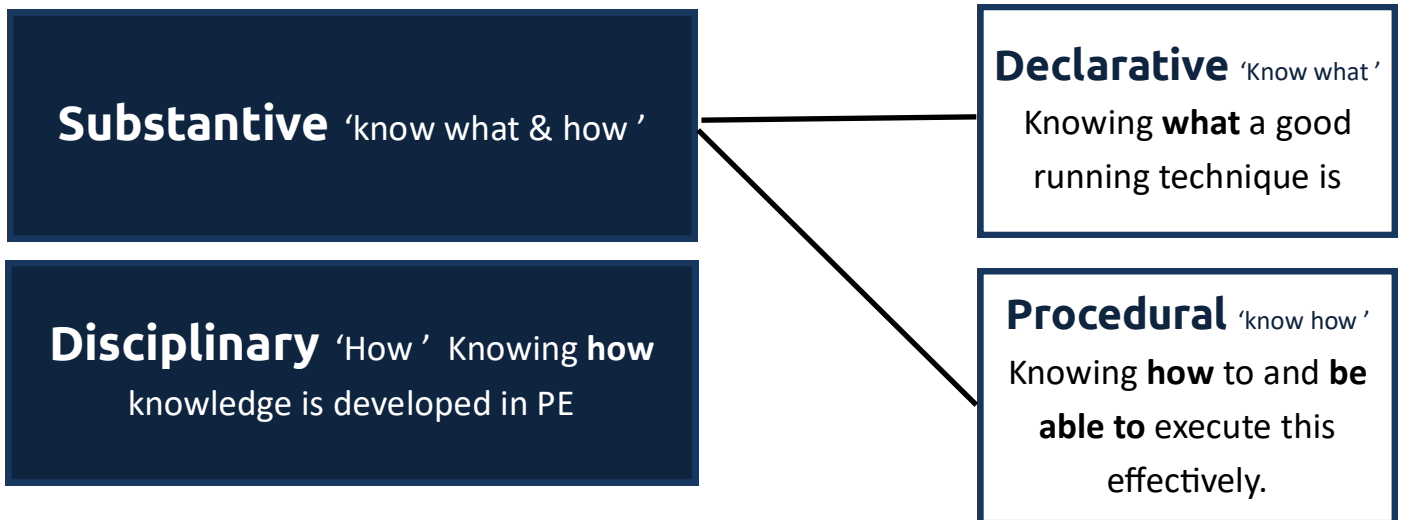 Substantive ‘know what & how ’
Disciplinary ‘How ’ Knowing how
knowledge is developed in PE
Declarative ‘Know what ’
Knowing what a good
running technique is
Procedural ‘know how ’
Knowing how to and be
able to execute this
effectively.